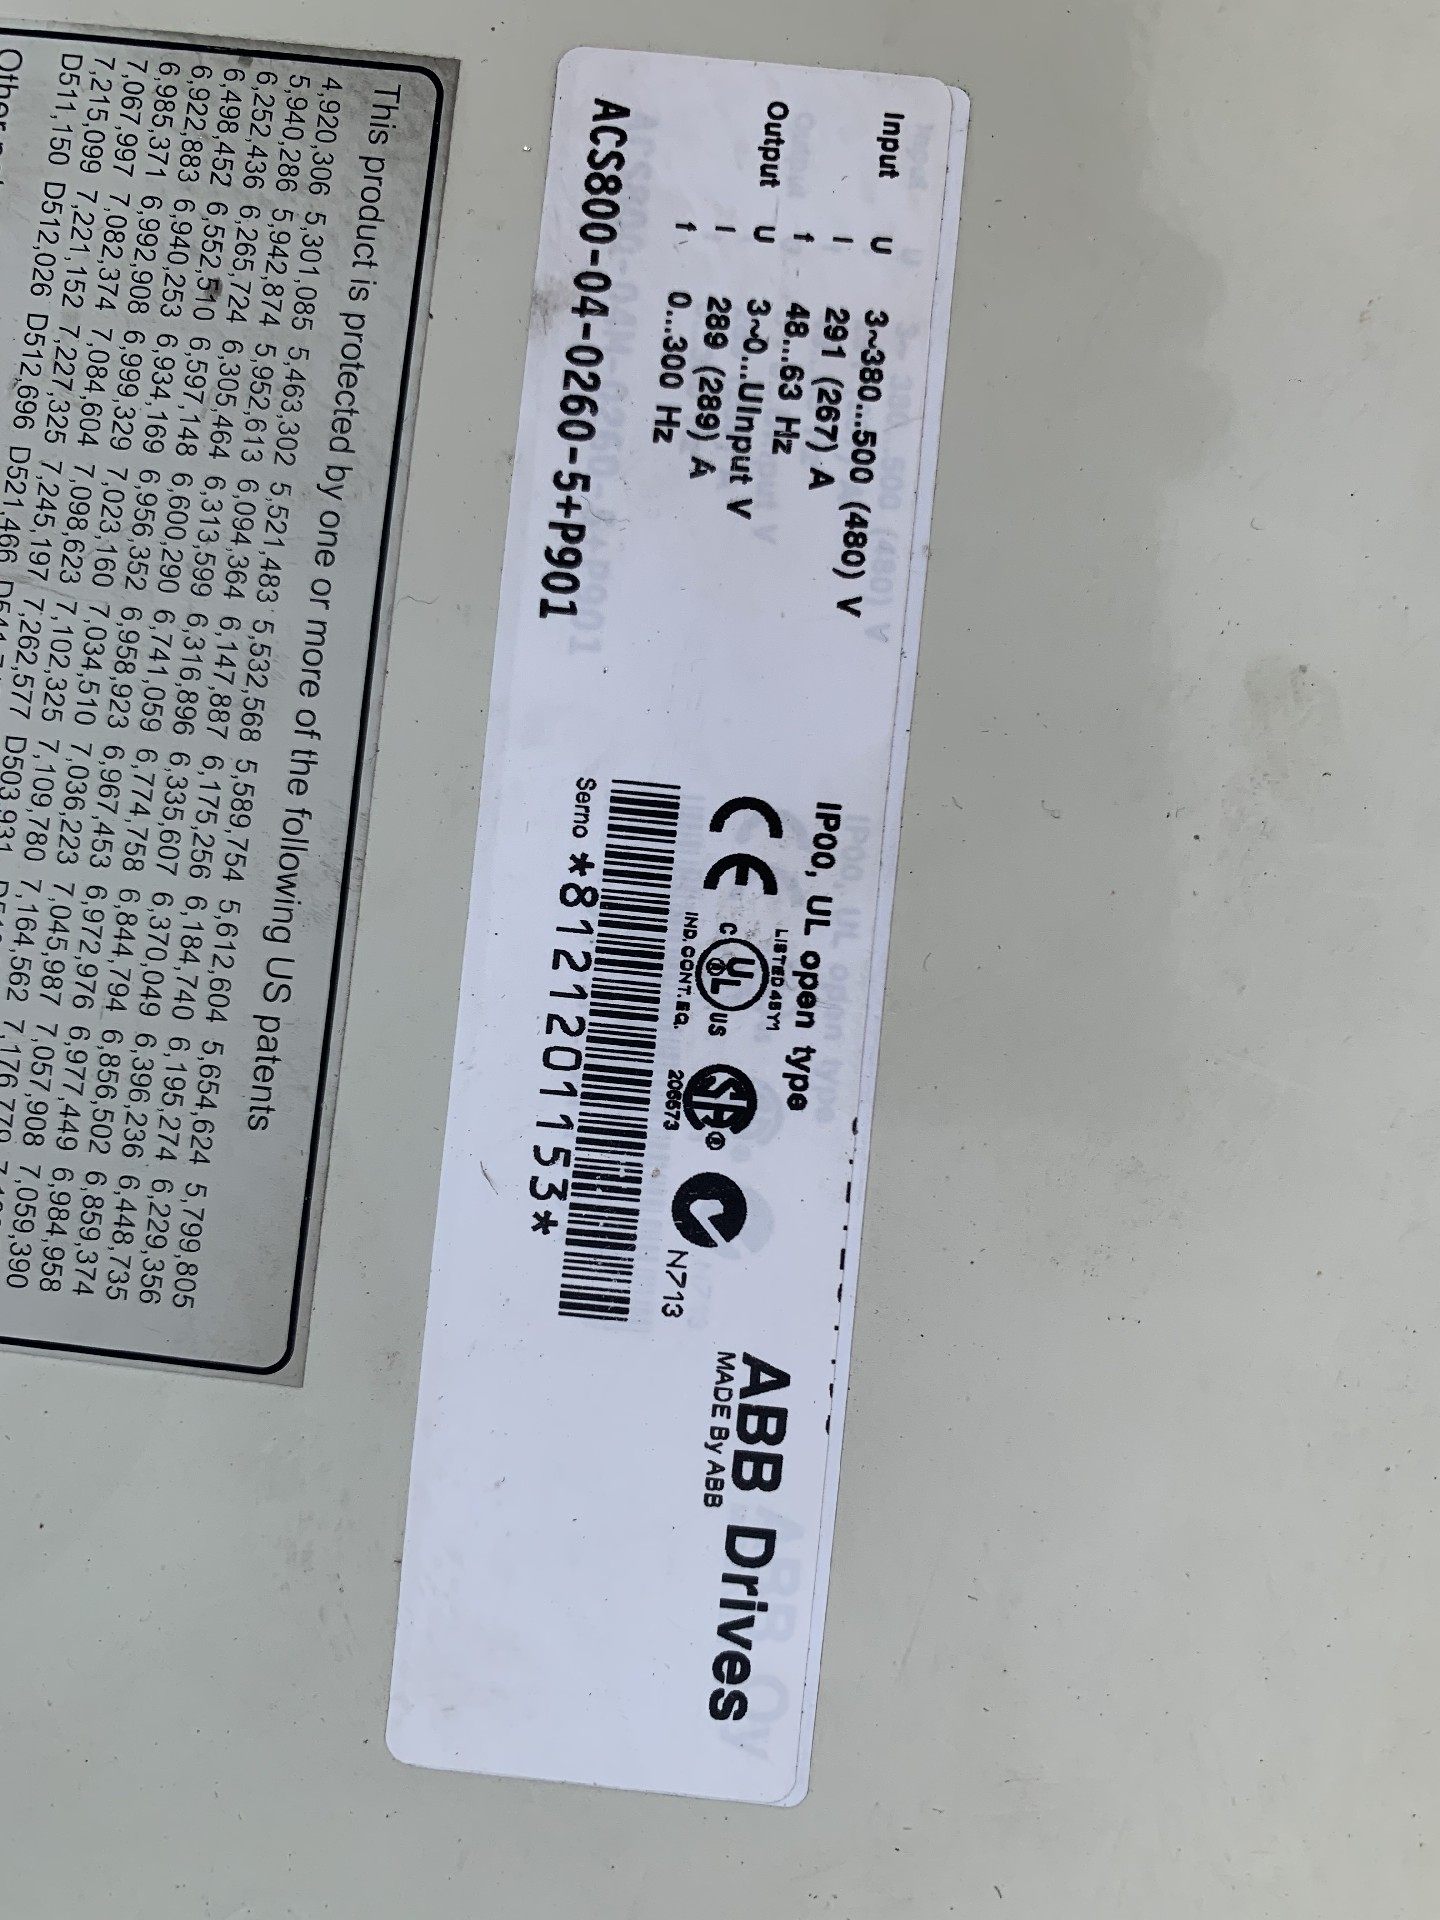 Input U 3~380...500 (480) V
I 291 (267) A
f 48...63 Hz
Output U 3~0...UInput V
I 289 (289) A
f 0...300 Hz
ACS800-04-0260-5+P901
IP00, UL open type
LISTED 45Y1
C UL ® US
IND. CONT. EQ.
SA ®
206673
N713
Serno *8121201153*
ABB Drives
MADE By ABB
This product is protected by one or more of the following US patents
4,920,306 5,301,085 5,463,302 5,521,483 5,532,568 5,589,754 5,612,604 5,654,624 5,799,805
5,940,286 5,942,874 5,952,613 6,094,364 6,147,887 6,175,256 6,184,740 6,195,274 6,229,356
6,252,436 6,265,724 6,305,464 6,313,599 6,316,896 6,335,607 6,370,049 6,396,236 6,448,735
6,498,452 6,552,510 6,597,148 6,600,290 6,741,059 6,774,758 6,844,794 6,856,502 6,859,374
6,922,883 6,940,253 6,934,169 6,956,352 6,958,923 6,967,453 6,972,976 6,977,449 6,984,958
6,985,371 6,992,908 6,999,329 7,023,160 7,034,510 7,036,223 7,045,987 7,057,908 7,059,390
7,067,997 7,082,374 7,084,604 7,098,623 7,102,325 7,109,780 7,164,562 7,176,779
7,215,099 7,221,152 7,227,325 7,245,197 7,262,577 D503,931
D511,150 D512,026 D512,696 D521,466
Other